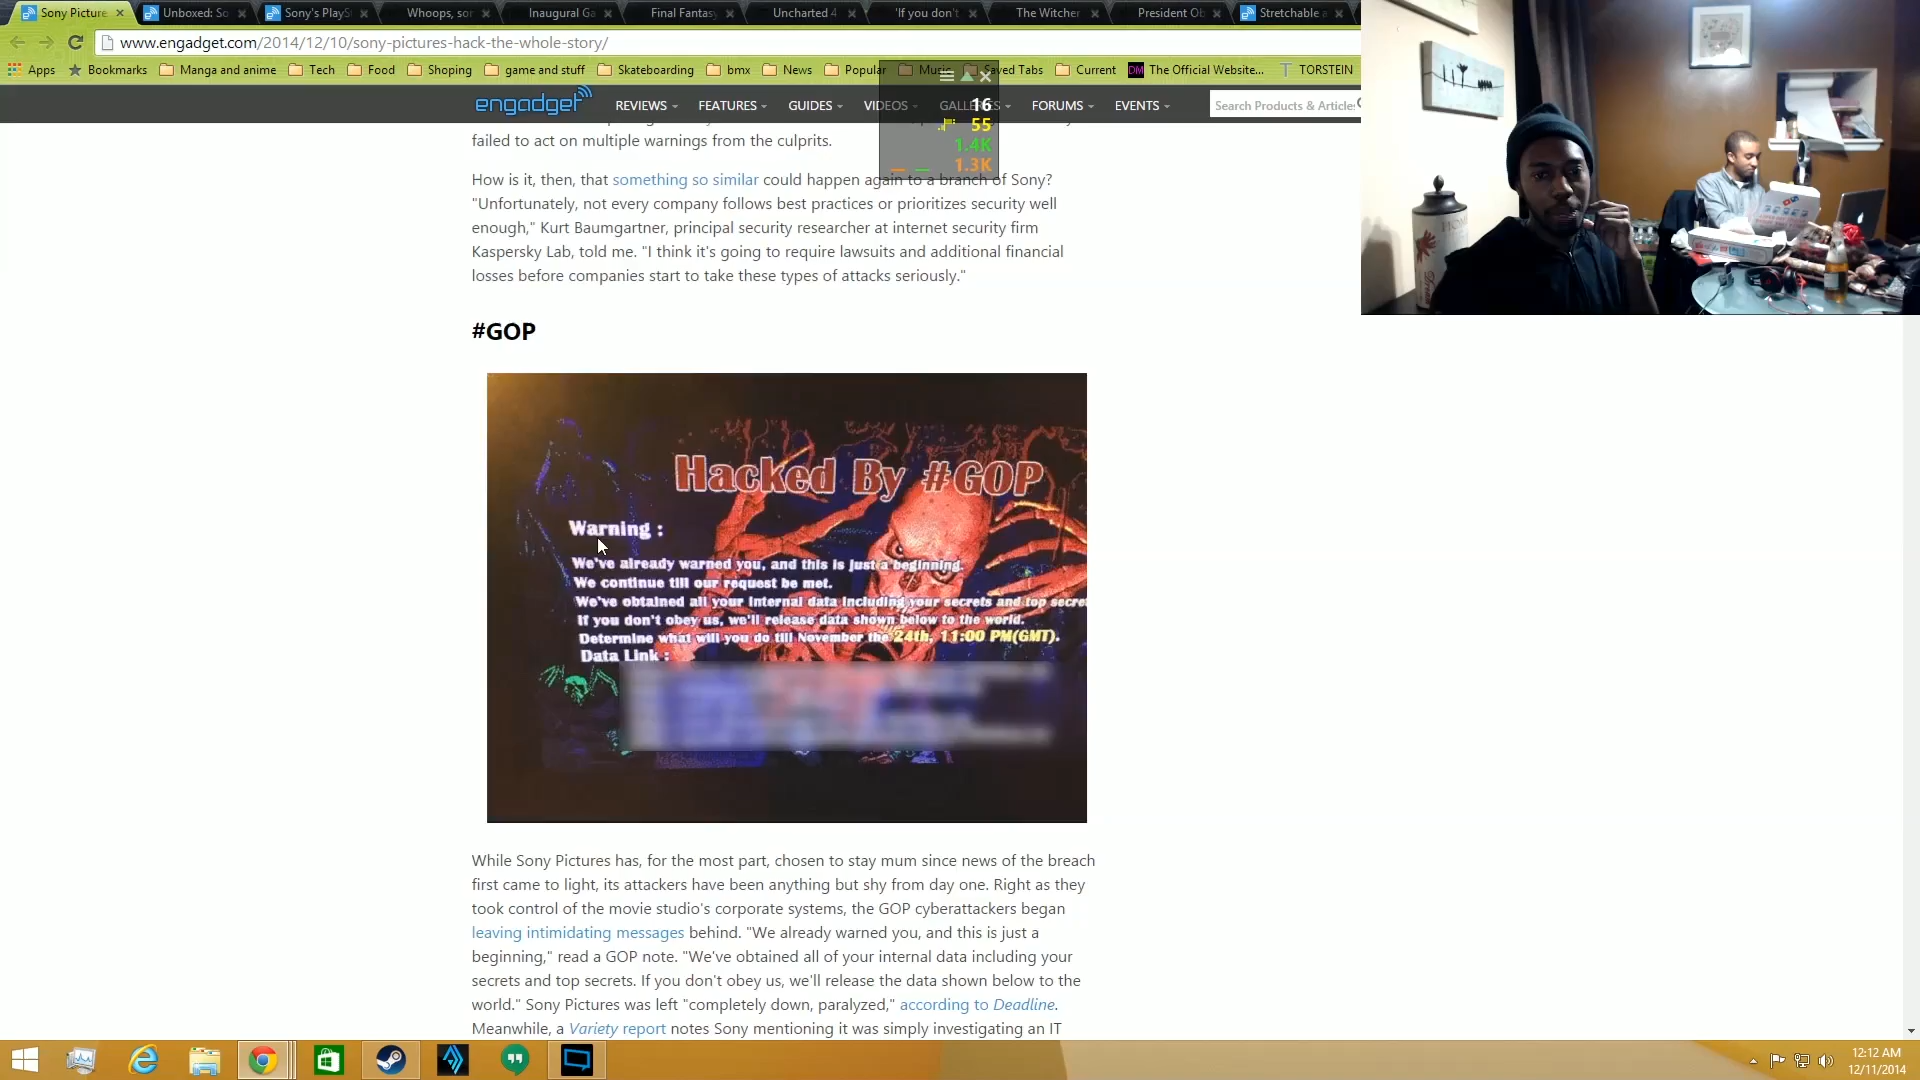 Sony Picture
Unboxed: So
Sony's PlayS
Whoops, sor
Inaugural Ga
Final Fantasy
Uncharted 4
'If you don't
The Witcher
President Ob
Stretchable a
www.engadget.com/2014/12/10/sony-pictures-hack-the-whole-story/
Apps
Bookmarks
Manga and anime
Tech
Food
Shoping
game and stuff
Skateboarding
bmx
News
Popular
Music
Saved Tabs
Current
DM
The Official Website...
TORSTEIN
engadget
REVIEWS
FEATURES
GUIDES
VIDEOS
FORUMS
EVENTS
Search Products & Articles
16
55
1.4K
1.3K
failed to act on multiple warnings from the culprits.
How is it, then, that something so similar could happen again to a branch of Sony?
"Unfortunately, not every company follows best practices or prioritizes security well
enough," Kurt Baumgartner, principal security researcher at internet security firm
Kaspersky Lab, told me. "I think it's going to require lawsuits and additional financial
losses before companies start to take these types of attacks seriously."
#GOP
Hacked By #GOP
Warning :
We've already warned you, and this is just a beginning.
We continue till our request be met.
We've obtained all your internal data including your secrets and top secre
If you don't obey us, we'll release data shown below to the world.
Determine what will you do till November the 24th, 11:00 PM(GMT).
Data Link :
While Sony Pictures has, for the most part, chosen to stay mum since news of the breach
first came to light, its attackers have been anything but shy from day one. Right as they
took control of the movie studio's corporate systems, the GOP cyberattackers began
leaving intimidating messages behind. "We already warned you, and this is just a
beginning," read a GOP note. "We've obtained all of your internal data including your
secrets and top secrets. If you don't obey us, we'll release the data shown below to the
world." Sony Pictures was left "completely down, paralyzed," according to Deadline.
Meanwhile, a Variety report notes Sony mentioning it was simply investigating an IT
HOME
12:12 AM
12/11/2014